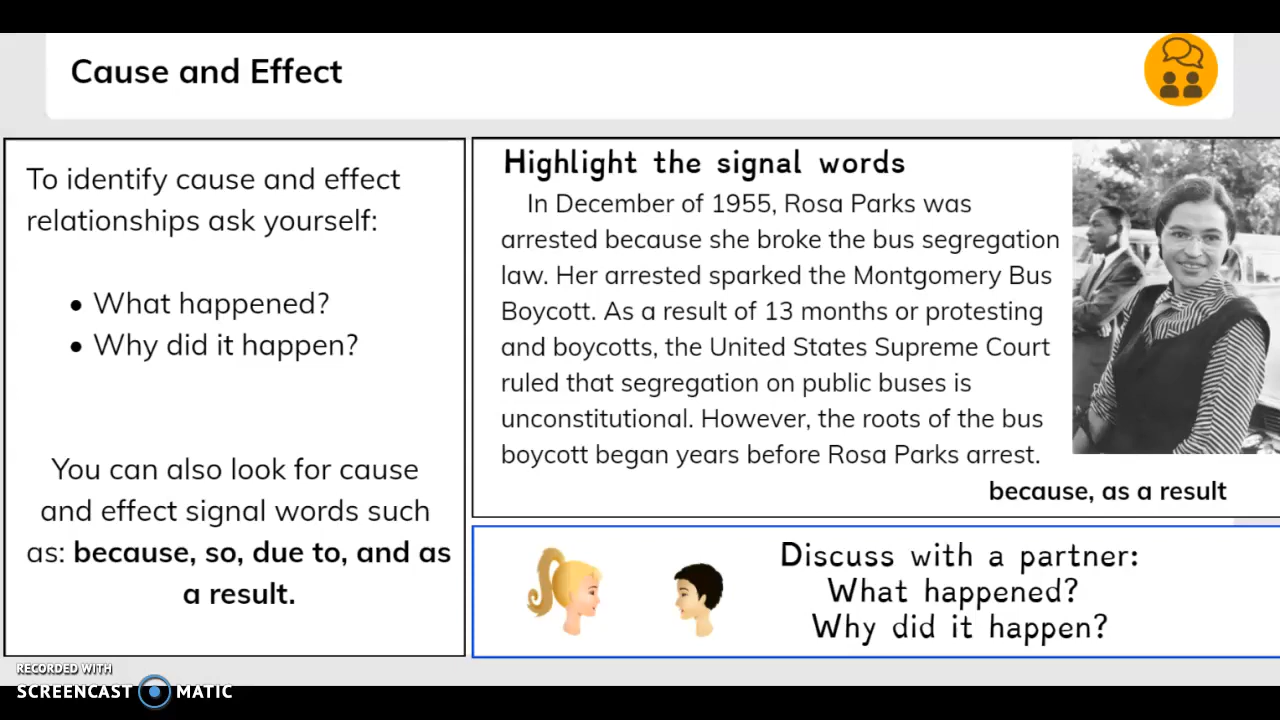 Cause and Effect
To identify cause and effect
relationships ask yourself:
• What happened?
• Why did it happen?
You can also look for cause
and effect signal words such
as: because, so, due to, and as
a result.
Highlight the signal words
In December of 1955, Rosa Parks was
arrested because she broke the bus segregation
law. Her arrested sparked the Montgomery Bus
Boycott. As a result of 13 months or protesting
and boycotts, the United States Supreme Court
ruled that segregation on public buses is
unconstitutional. However, the roots of the bus
boycott began years before Rosa Parks arrest.
because, as a result
Discuss with a partner:
What happened?
Why did it happen?
RECORDED WITH
SCREENCAST MATIC